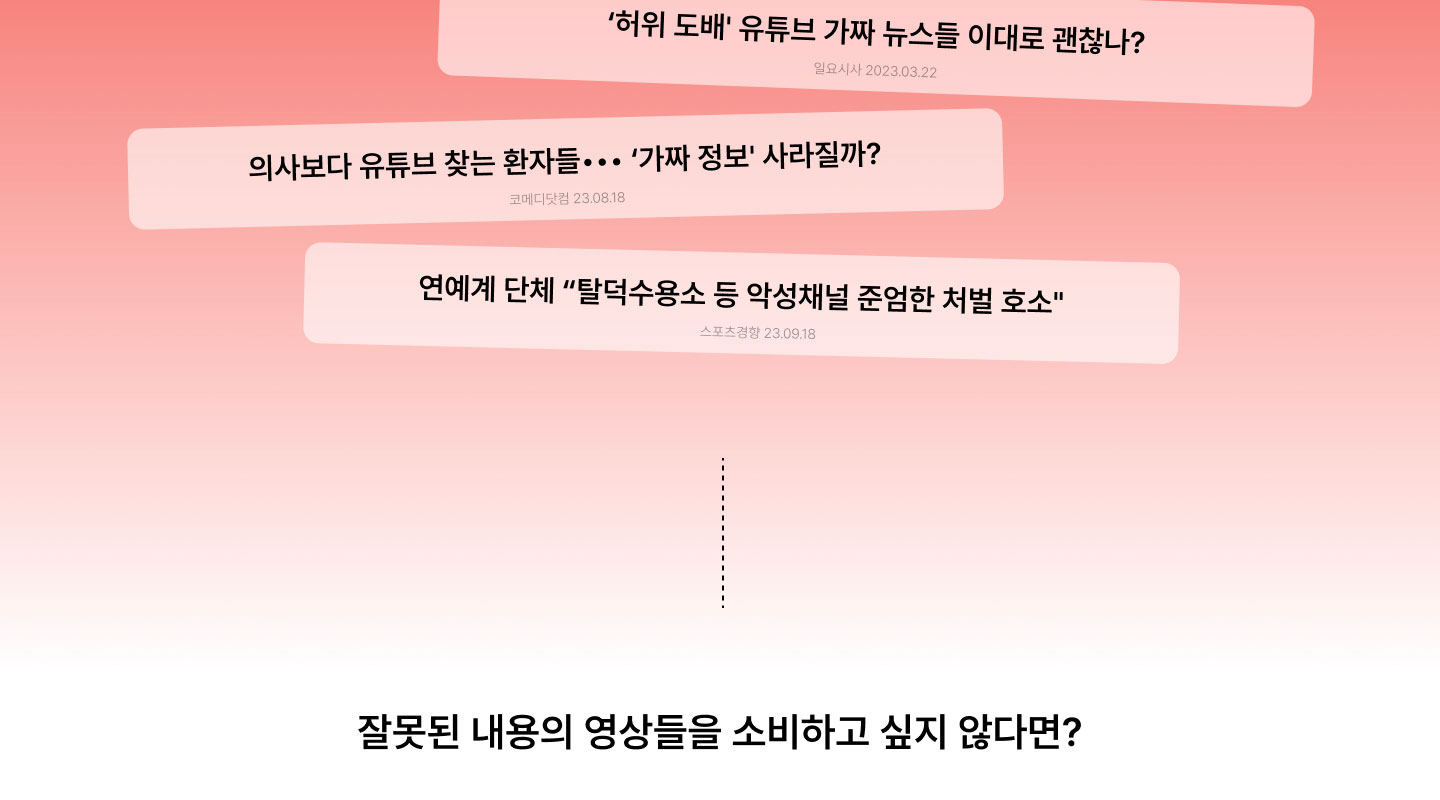 ‘허위 도배' 유튜브 가짜 뉴스들 이대로 괜찮나?
일요시사 2023.03.22
의사보다 유튜브 찾는 환자들••• ‘가짜 정보' 사라질까?
코메디닷컴 23.08.18
연예계 단체 “탈덕수용소 등 악성채널 준엄한 처벌 호소"
스포츠경향 23.09.18
잘못된 내용의 영상들을 소비하고 싶지 않다면?